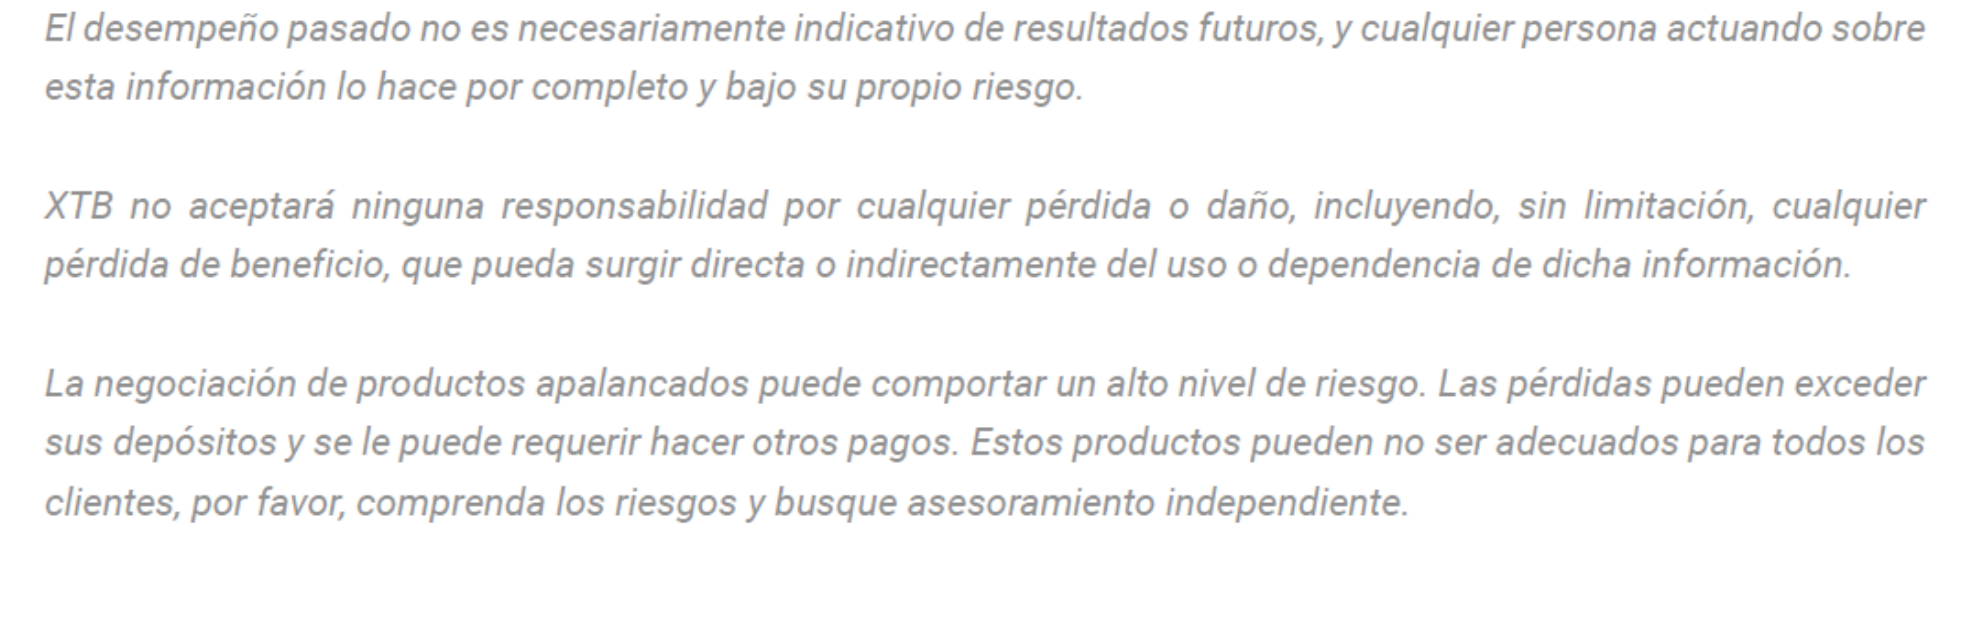 El desempeño pasado no es necesariamente indicativo de resultados futuros, y cualquier persona actuando sobre
esta información lo hace por completo y bajo su propio riesgo.
XTB no aceptará ninguna responsabilidad por cualquier pérdida o daño, incluyendo, sin limitación, cualquier
pérdida de beneficio, que pueda surgir directa o indirectamente del uso o dependencia de dicha información.
La negociación de productos apalancados puede comportar un alto nivel de riesgo. Las pérdidas pueden exceder
sus depósitos y se le puede requerir hacer otros pagos. Estos productos pueden no ser adecuados para todos los
clientes, por favor, comprenda los riesgos y busque asesoramiento independiente.